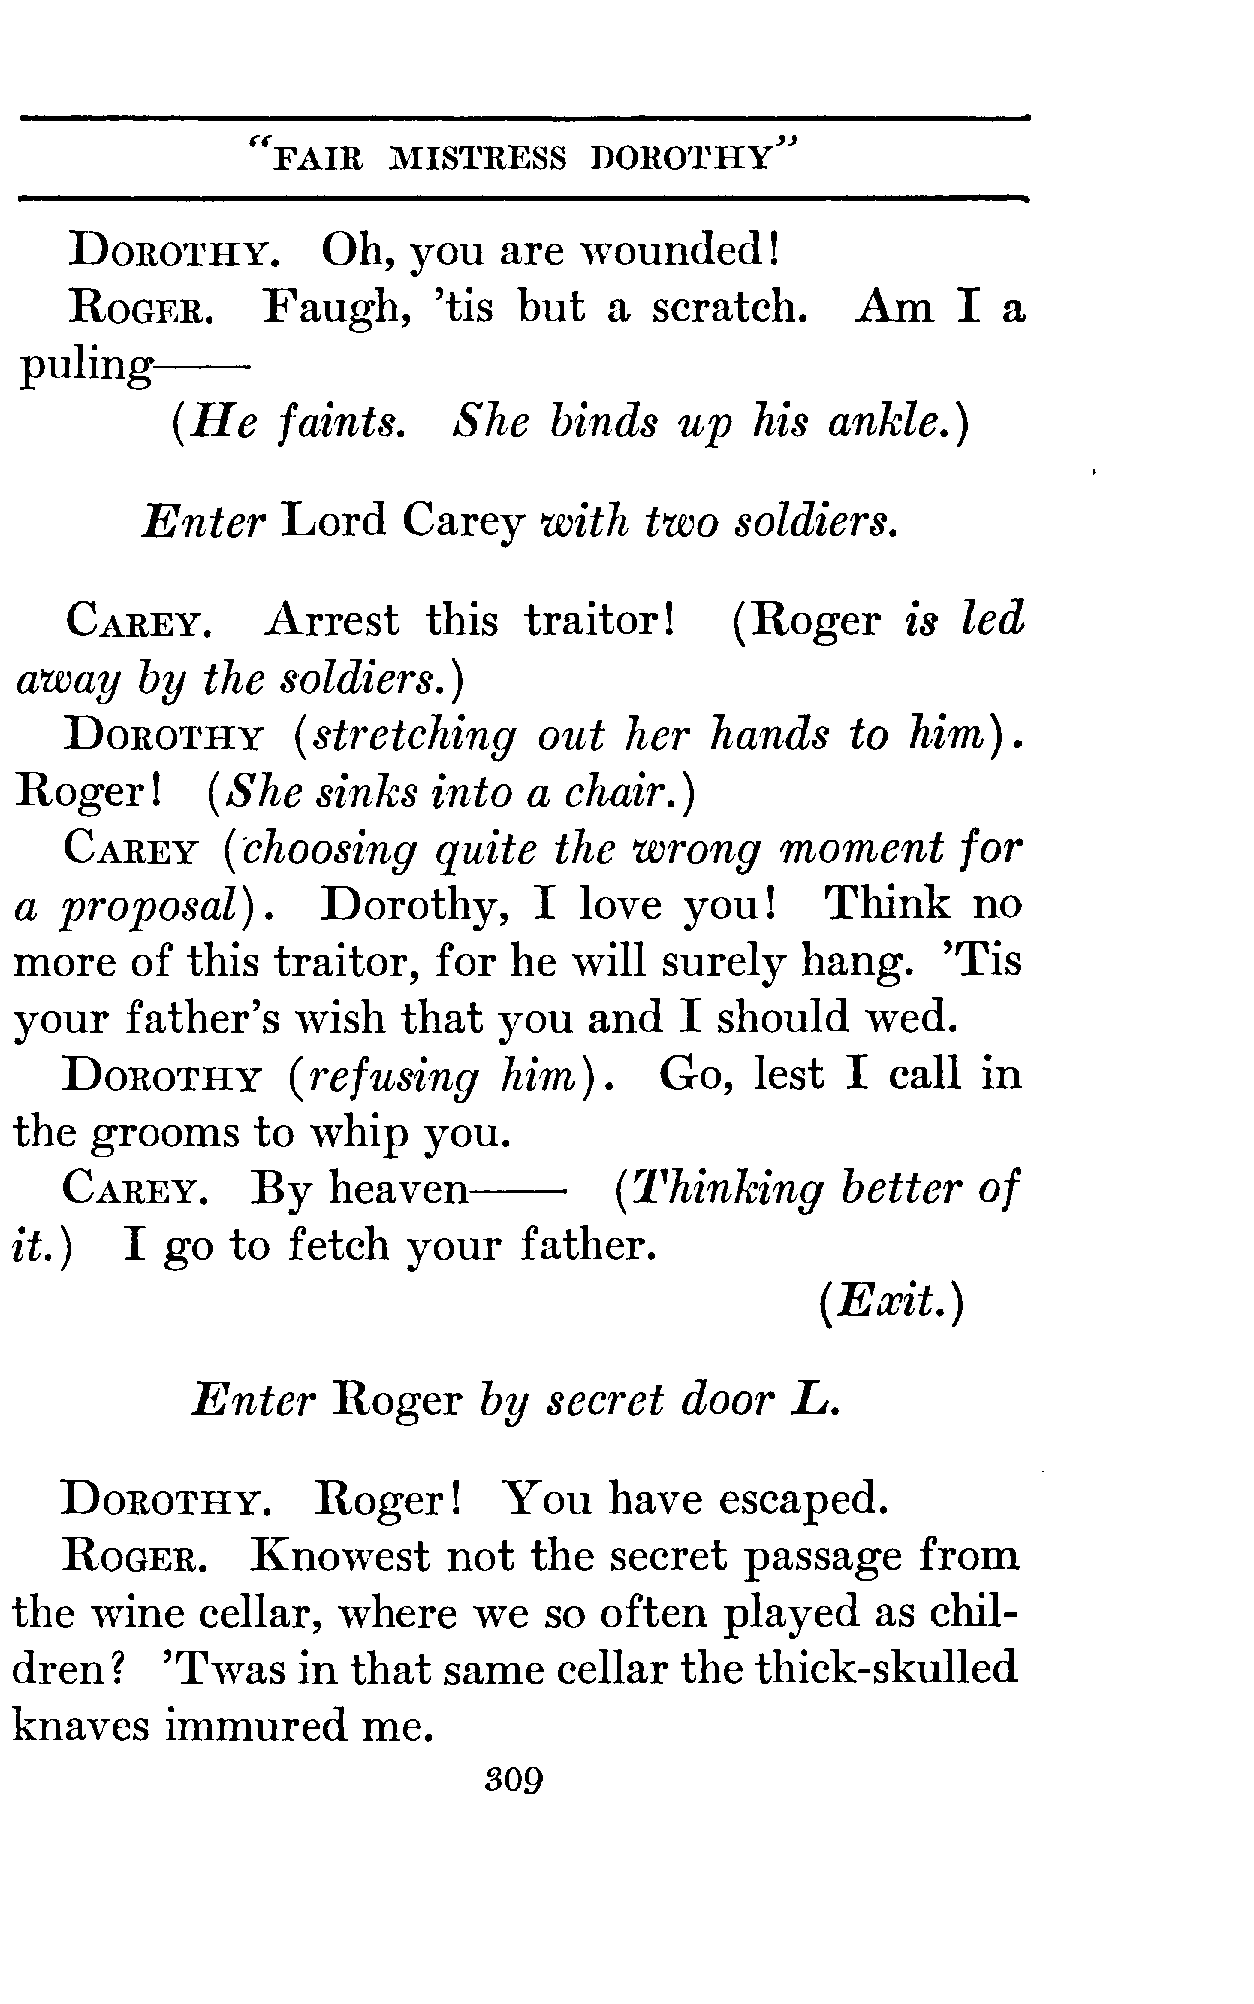 "FAIR MISTRESS DOROTHY"
DOROTHY. Oh, you are wounded!
ROGER. Faugh, 'tis but a scratch. Am I a
puling——
(He faints. She binds up his ankle.)
Enter Lord Carey with two soldiers.
CAREY. Arrest this traitor! (Roger is led
away by the soldiers.)
DOROTHY (stretching out her hands to him).
Roger! (She sinks into a chair.)
CAREY (choosing quite the wrong moment for
a proposal). Dorothy, I love you! Think no
more of this traitor, for he will surely hang. 'Tis
your father's wish that you and I should wed.
DOROTHY (refusing him). Go, lest I call in
the grooms to whip you.
CAREY. By heaven—— (Thinking better of
it.) I go to fetch your father.
(Exit.)
Enter Roger by secret door L.
DOROTHY. Roger! You have escaped.
ROGER. Knowest not the secret passage from
the wine cellar, where we so often played as chil-
dren? 'Twas in that same cellar the thick-skulled
knaves immured me.
309